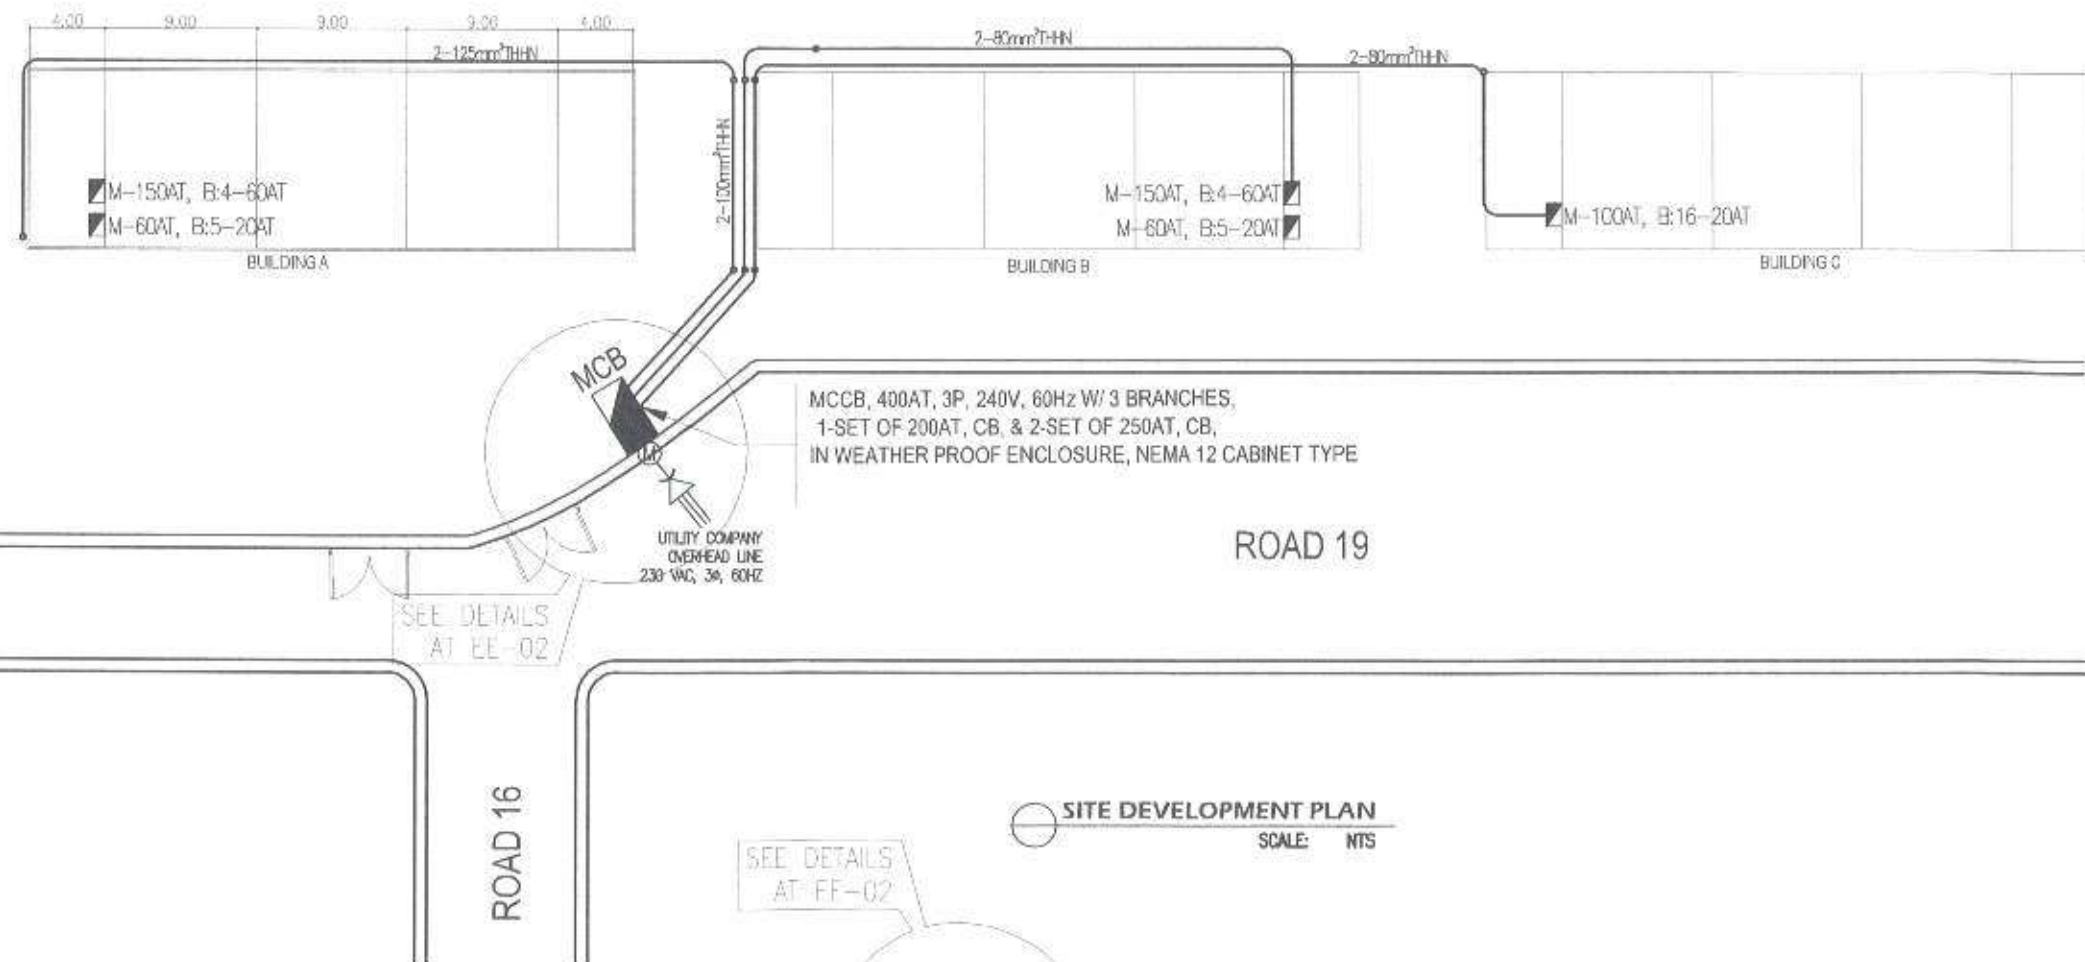 4.00 9.00 9.00 9.00 4.00
2-125mm²THHN
2-80mm²THHN
2-80mm²THHN
2-100mm²THHN
M-150AT, B:4-60AT
M-60AT, B:5-20AT
BUILDING A
M-150AT, B:4-60AT
M-60AT, B:5-20AT
BUILDING B
M-100AT, B:16-20AT
BUILDING C
MCB
MCCB, 400AT, 3P, 240V, 60Hz W/ 3 BRANCHES,
1-SET OF 200AT, CB, & 2-SET OF 250AT, CB,
IN WEATHER PROOF ENCLOSURE, NEMA 12 CABINET TYPE
M
UTILITY COMPANY
OVERHEAD LINE
230 VAC, 3ø, 60HZ
ROAD 19
SEE DETAILS
AT EE-02
ROAD 16
SITE DEVELOPMENT PLAN
SCALE: NTS
SEE DETAILS
AT EE-02